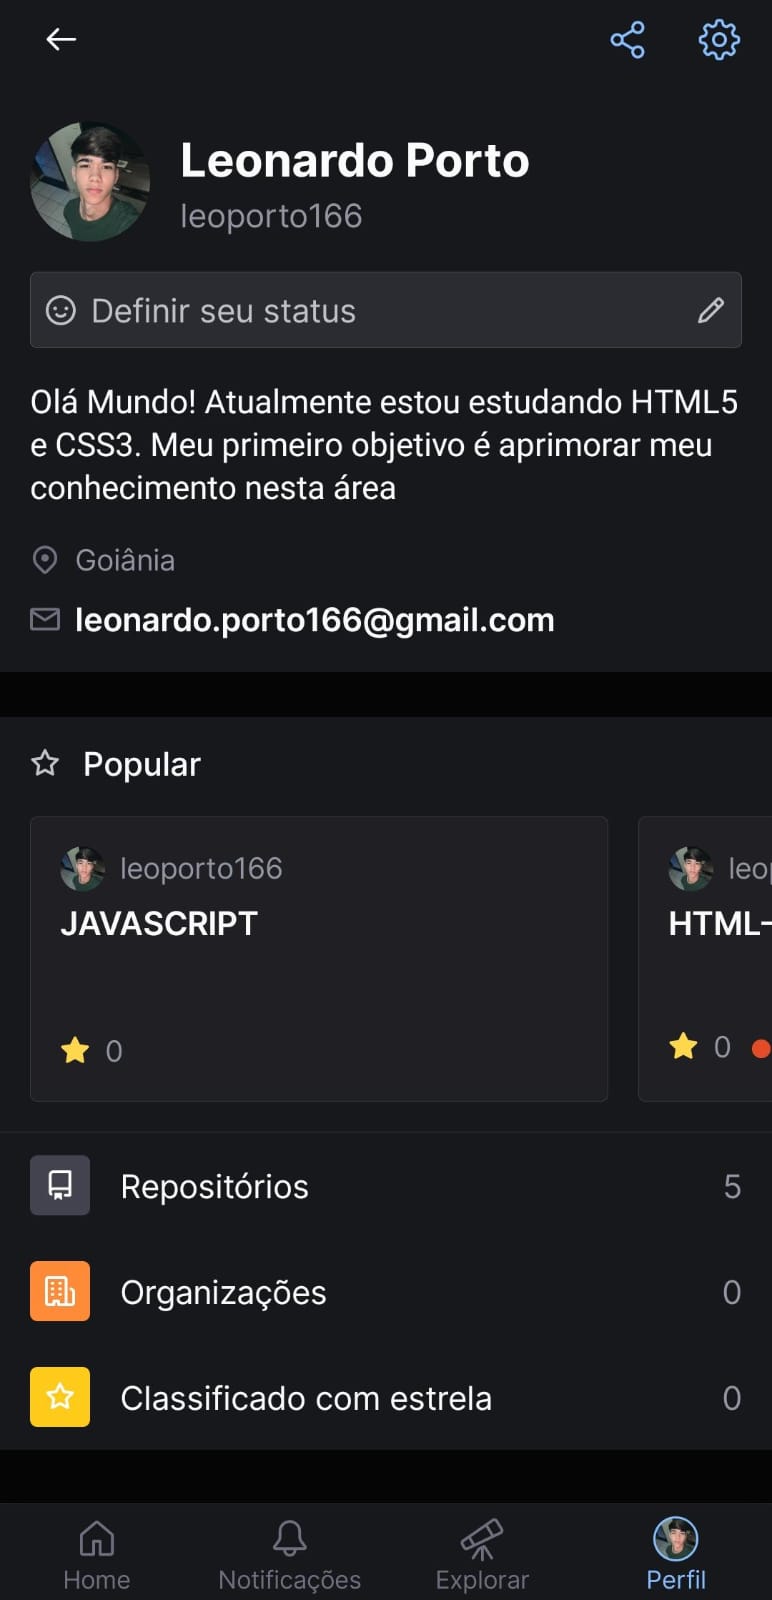 Leonardo Porto
leoporto166
Definir seu status
Olá Mundo! Atualmente estou estudando HTML5
e CSS3. Meu primeiro objetivo é aprimorar meu
conhecimento nesta área
Goiânia
leonardo.porto166@gmail.com
Popular
leoporto166
JAVASCRIPT
0
leo
HTML-
0
Repositórios 5
Organizações 0
Classificado com estrela 0
Home Notificações Explorar Perfil